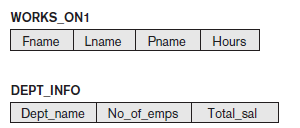 WORKS_ON1
Fname Lname Pname Hours
DEPT_INFO
Dept_name No_of_emps Total_sal